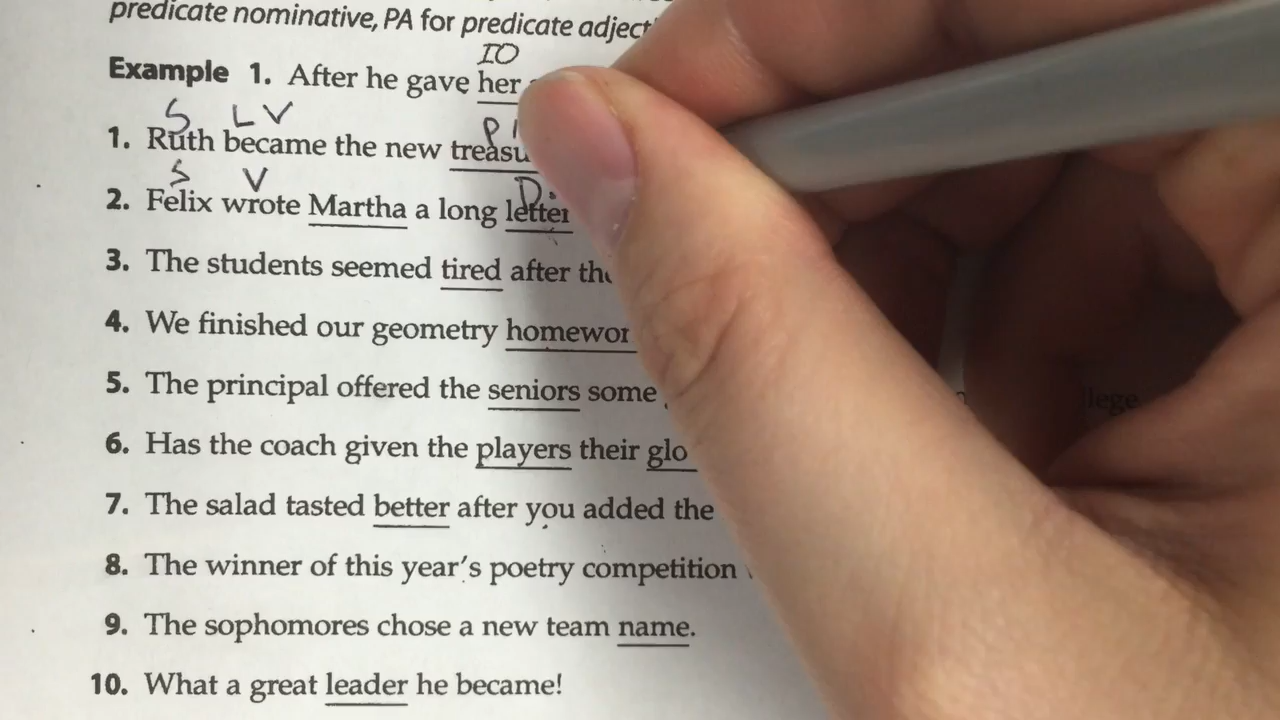 predicate nominative, PA for predicate adject
IO
Example 1. After he gave her
S LV P
1. Ruth became the new treasu
S V D
2. Felix wrote Martha a long letter
3. The students seemed tired after the
4. We finished our geometry homewor
5. The principal offered the seniors some
6. Has the coach given the players their glo
7. The salad tasted better after you added the
8. The winner of this year's poetry competition
9. The sophomores chose a new team name.
10. What a great leader he became!